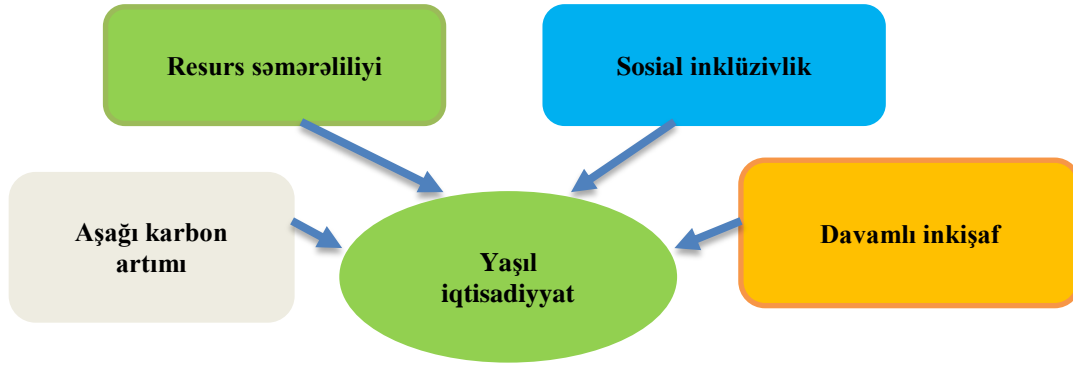 Resurs səmərəliliyi
Sosial inklüzivlik
Aşağı karbon
artımı
Yaşıl
iqtisadiyyat
Davamlı inkişaf